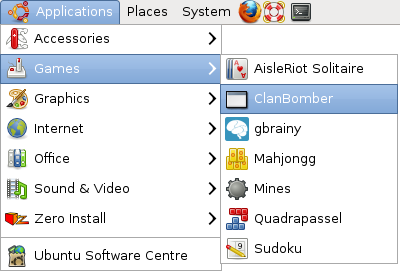 Applications Places System
Accessories
Games
Graphics
Internet
Office
Sound & Video
Zero Install
Ubuntu Software Centre
AisleRiot Solitaire
ClanBomber
gbrainy
Mahjongg
Mines
Quadrapassel
Sudoku